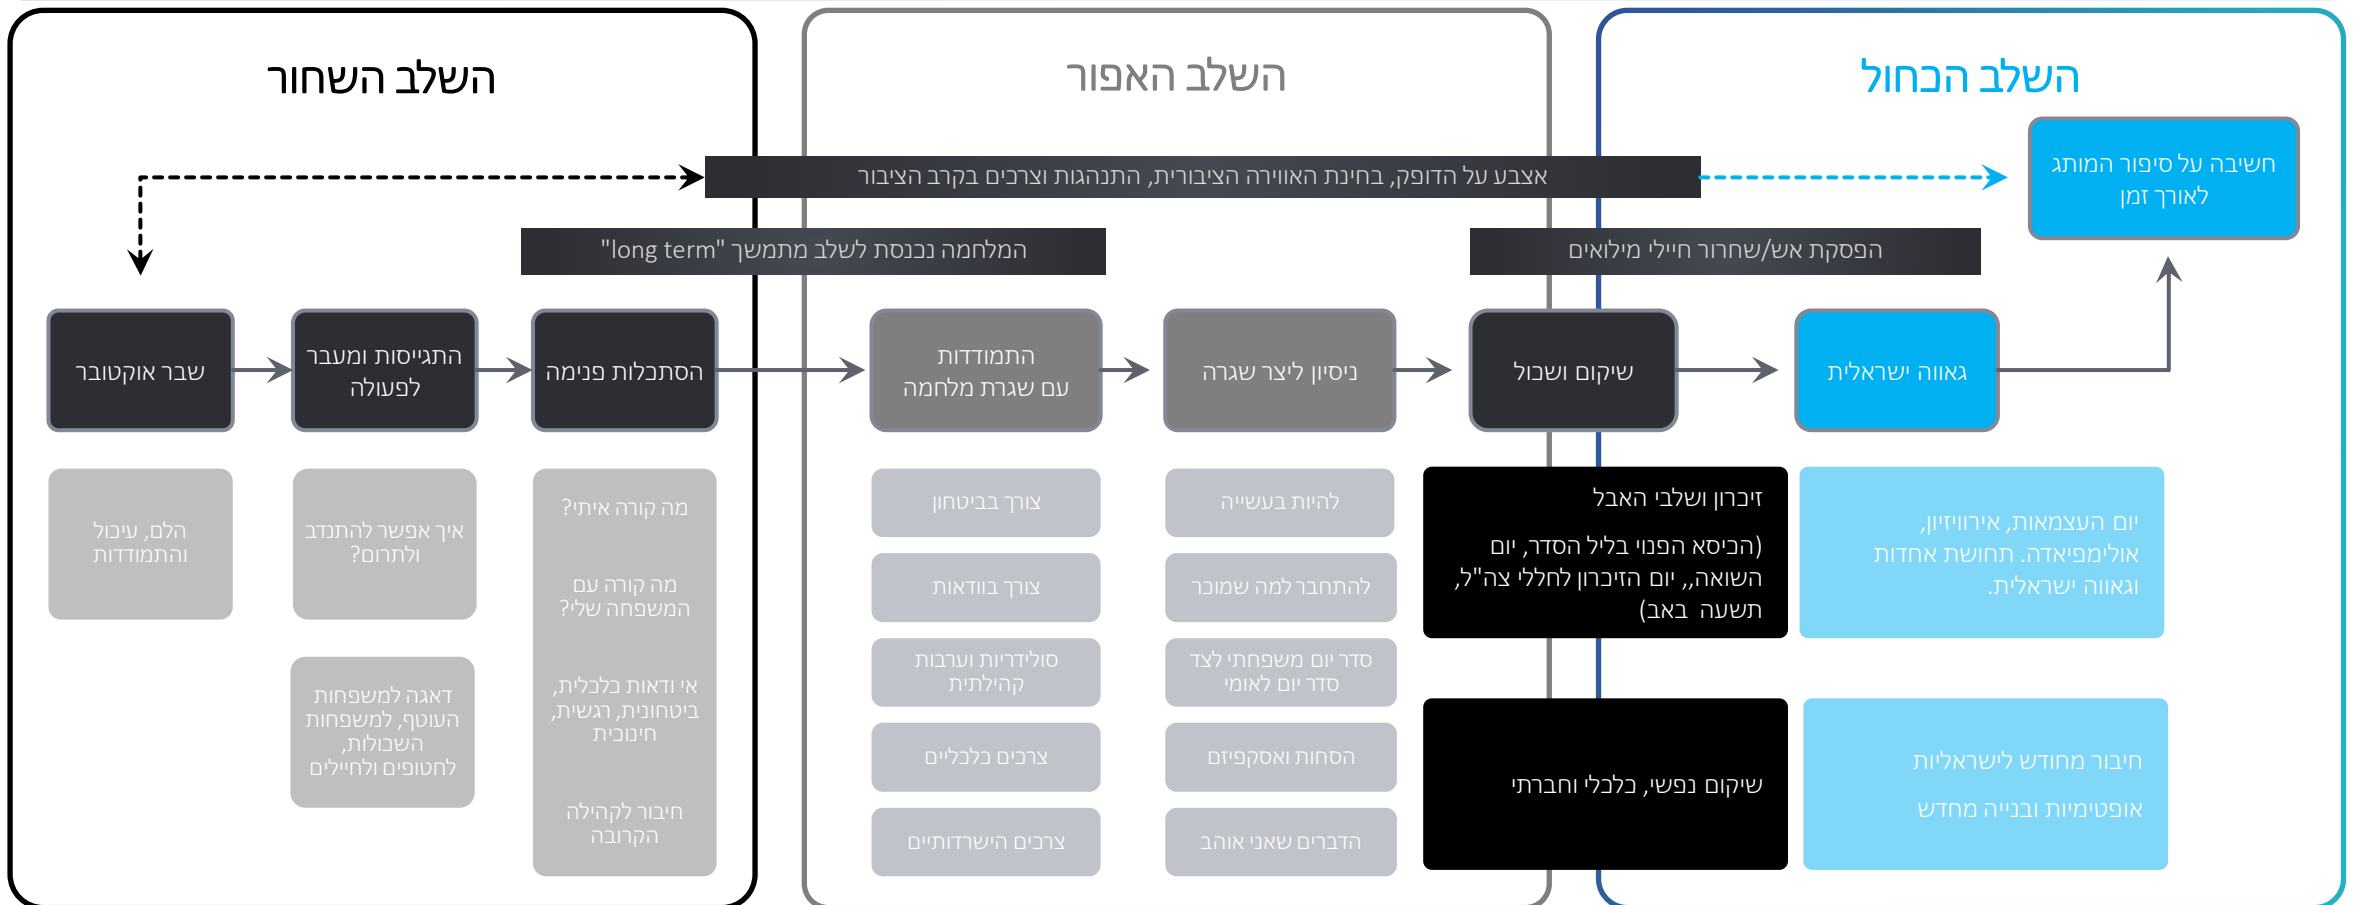 השלב השחור
השלב האפור
השלב הכחול
חשיבה על סיפור המותג
לאורך זמן
אצבע על הדופק, בחינת האווירה הציבורית, התנהגות וצרכים בקרב הציבור
המלחמה נכנסת לשלב מתמשך "long term"
הפסקת אש/שחרור חיילי מילואים
שבר אוקטובר
התגייסות ומעבר
לפעולה
הסתכלות פנימה
התמודדות
עם שגרת מלחמה
ניסיון ליצר שגרה
שיקום ושכול
גאווה ישראלית
הלם, עיכול
והתמודדות
איך אפשר להתנדב
ולתרום?
דאגה למשפחות
העוטף, למשפחות
השכולות,
לחטופים ולחיילים
מה קורה איתי?
מה קורה עם
המשפחה שלי?
אי ודאות כלכלית,
ביטחונית, רגשית,
חינוכית
חיבור לקהילה
הקרובה
צורך בביטחון
צורך בוודאות
סולידריות וערבות
קהילתית
צרכים כלכליים
צרכים הישרדותיים
להיות בעשייה
להתחבר למה שמוכר
סדר יום משפחתי לצד
סדר יום לאומי
הסחות ואסקפיזם
הדברים שאני אוהב
זיכרון ושלבי האבל
(הכיסא הפנוי בליל הסדר, יום
השואה,, יום הזיכרון לחללי צה"ל,
תשעה  באב)
שיקום נפשי, כלכלי וחברתי
יום העצמאות, אירוויזיון,
אולימפיאדה. תחושת אחדות
וגאווה ישראלית.
חיבור מחודש לישראליות
אופטימיות ובנייה מחדש